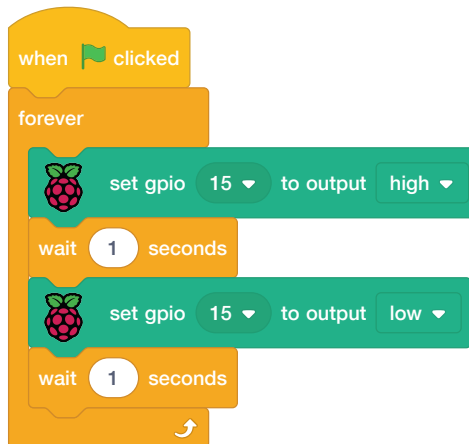 when clicked
forever
set gpio 15 to output high
wait 1 seconds
set gpio 15 to output low
wait 1 seconds